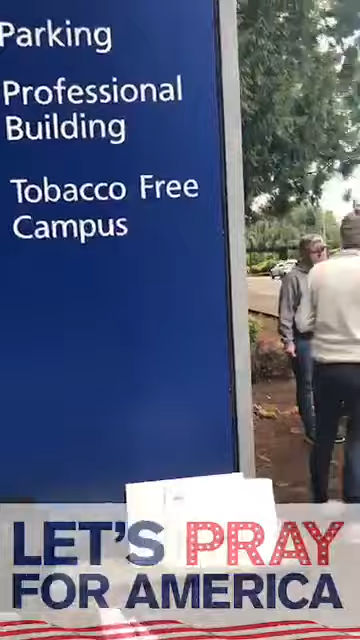 Parking
Professional
Building
Tobacco Free
Campus
LET'S PRAY
FOR AMERICA